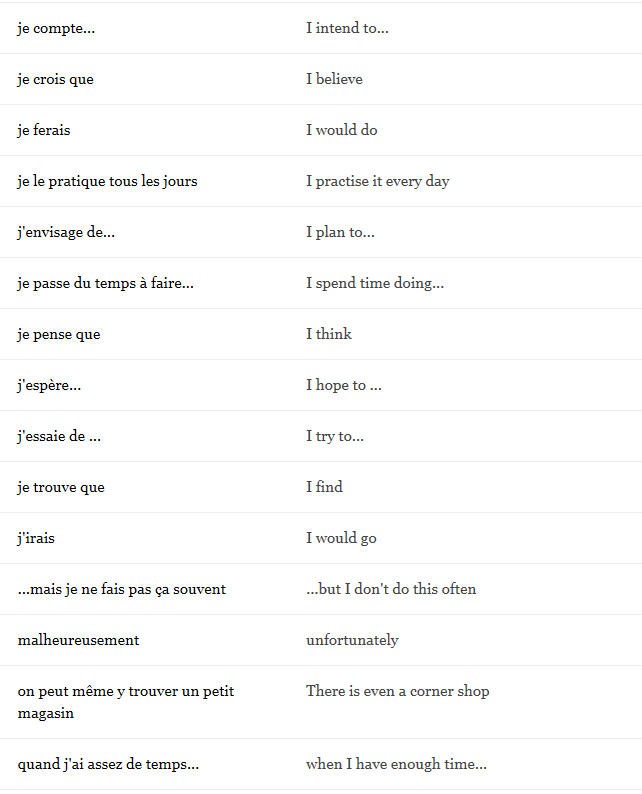 je compte... I intend to...
je crois que I believe
je ferais I would do
je le pratique tous les jours I practise it every day
j'envisage de... I plan to...
je passe du temps à faire... I spend time doing...
je pense que I think
j'espère... I hope to ...
j'essaie de ... I try to...
je trouve que I find
j'irais I would go
...mais je ne fais pas ça souvent ...but I don't do this often
malheureusement unfortunately
on peut même y trouver un petit There is even a corner shop
magasin
quand j'ai assez de temps... when I have enough time...